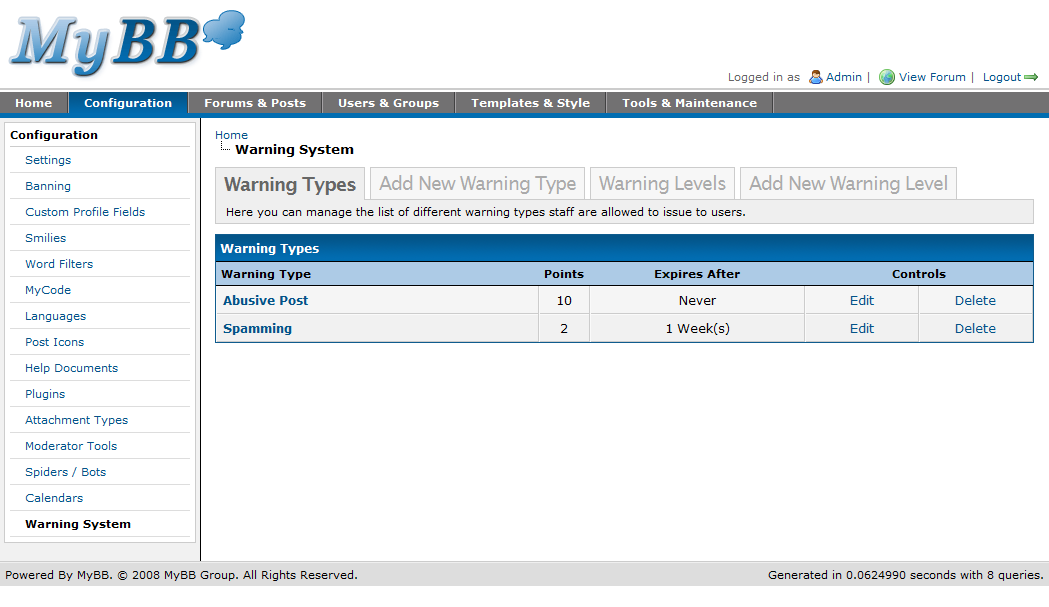 MyBB
Logged in as Admin | View Forum | Logout
Home Configuration Forums & Posts Users & Groups Templates & Style Tools & Maintenance
Configuration
Settings
Banning
Custom Profile Fields
Smilies
Word Filters
MyCode
Languages
Post Icons
Help Documents
Plugins
Attachment Types
Moderator Tools
Spiders / Bots
Calendars
Warning System
Home
Warning System
Warning Types Add New Warning Type Warning Levels Add New Warning Level
Here you can manage the list of different warning types staff are allowed to issue to users.
Warning Types
Warning Type Points Expires After Controls
Abusive Post 10 Never Edit Delete
Spamming 2 1 Week(s) Edit Delete
Powered By MyBB. © 2008 MyBB Group. All Rights Reserved. Generated in 0.0624990 seconds with 8 queries.